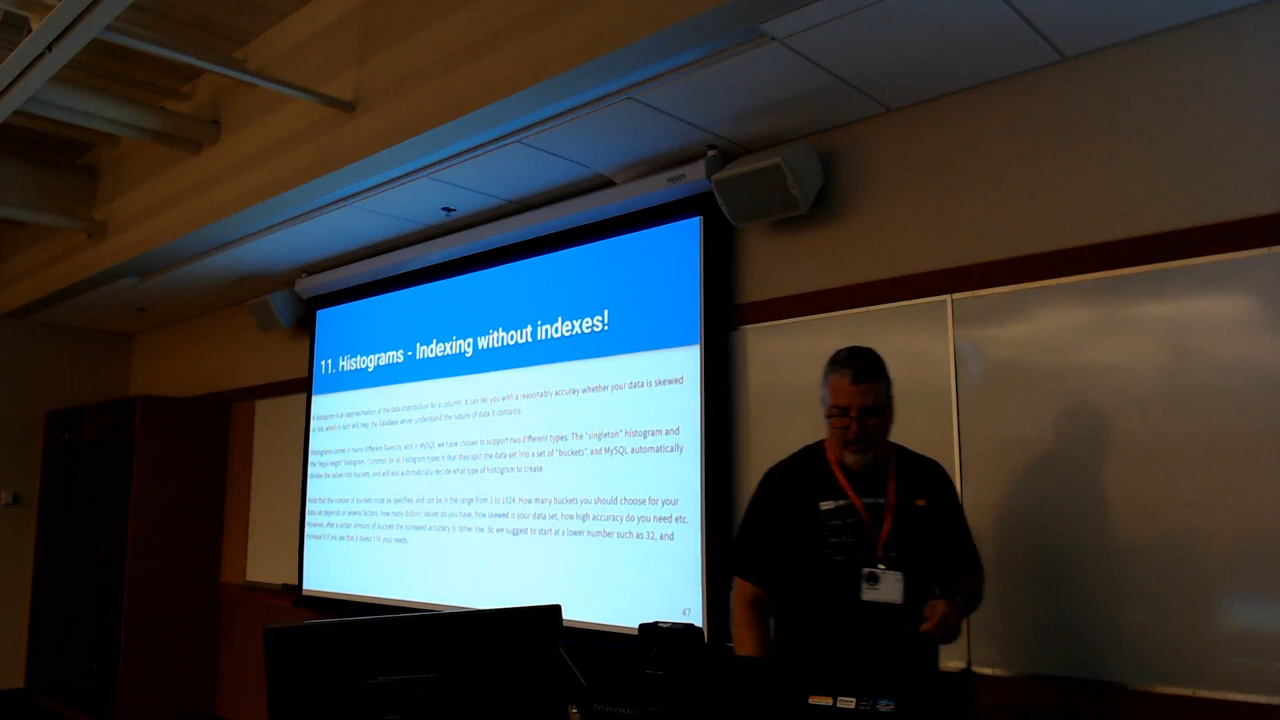 11. Histograms - Indexing without indexes!
A histogram is an approximation of the data distribution for a column. It can tell you with a reasonably accuray whether your data is skewed
or not, which in turn will help the database server understand the nature of data it contains.
Histograms comes in many different flavours, and in MySQL we have chosen to support two different types: The "singleton" histogram and
the "equi-height" histogram. Common for all histogram types is that they split the data set into a set of "buckets", and MySQL automatically
divides the values into buckets, and will also automatically decide what type of histogram to create.
Note that the number of buckets must be specified, and can be in the range from 1 to 1024. How many buckets you should choose for your
data set depends on several factors; how many distinct values do you have, how skewed is your data set, how high accuracy do you need etc.
However, after a certain amount of buckets the increased accuracy is rather low. So we suggest to start at a lower number such as 32, and
increase it if you see that it doesn't fit your needs.
47
lenovo